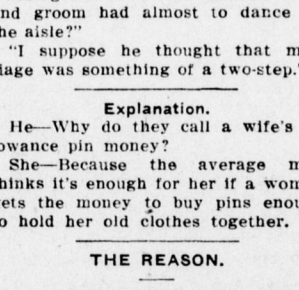 nd groom had almost to dance
he aisle?"
"I suppose he thought that m
iage was something of a two-step.
Explanation.
He—Why do they call a wife's
owance pin money?
She—Because the average m
hinks it's enough for her if a wom
ets the money to buy pins enou
o hold her old clothes together.
THE REASON.